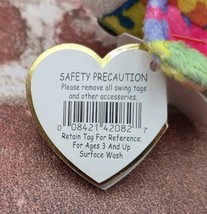 SAFETY PRECAUTION
Please remove all swing tags
and other accessories.
0 08421 42082 7
Retain Tag For Reference.
For Ages 3 And Up
Surface Wash